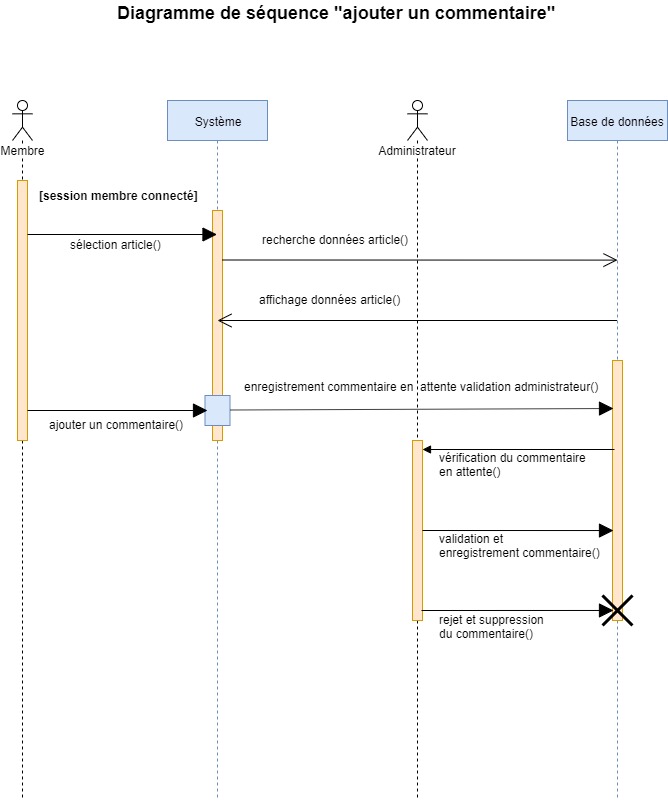 Diagramme de séquence "ajouter un commentaire"
Membre
Système
Administrateur
Base de données
[session membre connecté]
sélection article()
recherche données article()
affichage données article()
enregistrement commentaire en attente validation administrateur()
ajouter un commentaire()
vérification du commentaire
en attente()
validation et
enregistrement commentaire()
rejet et suppression
du commentaire()